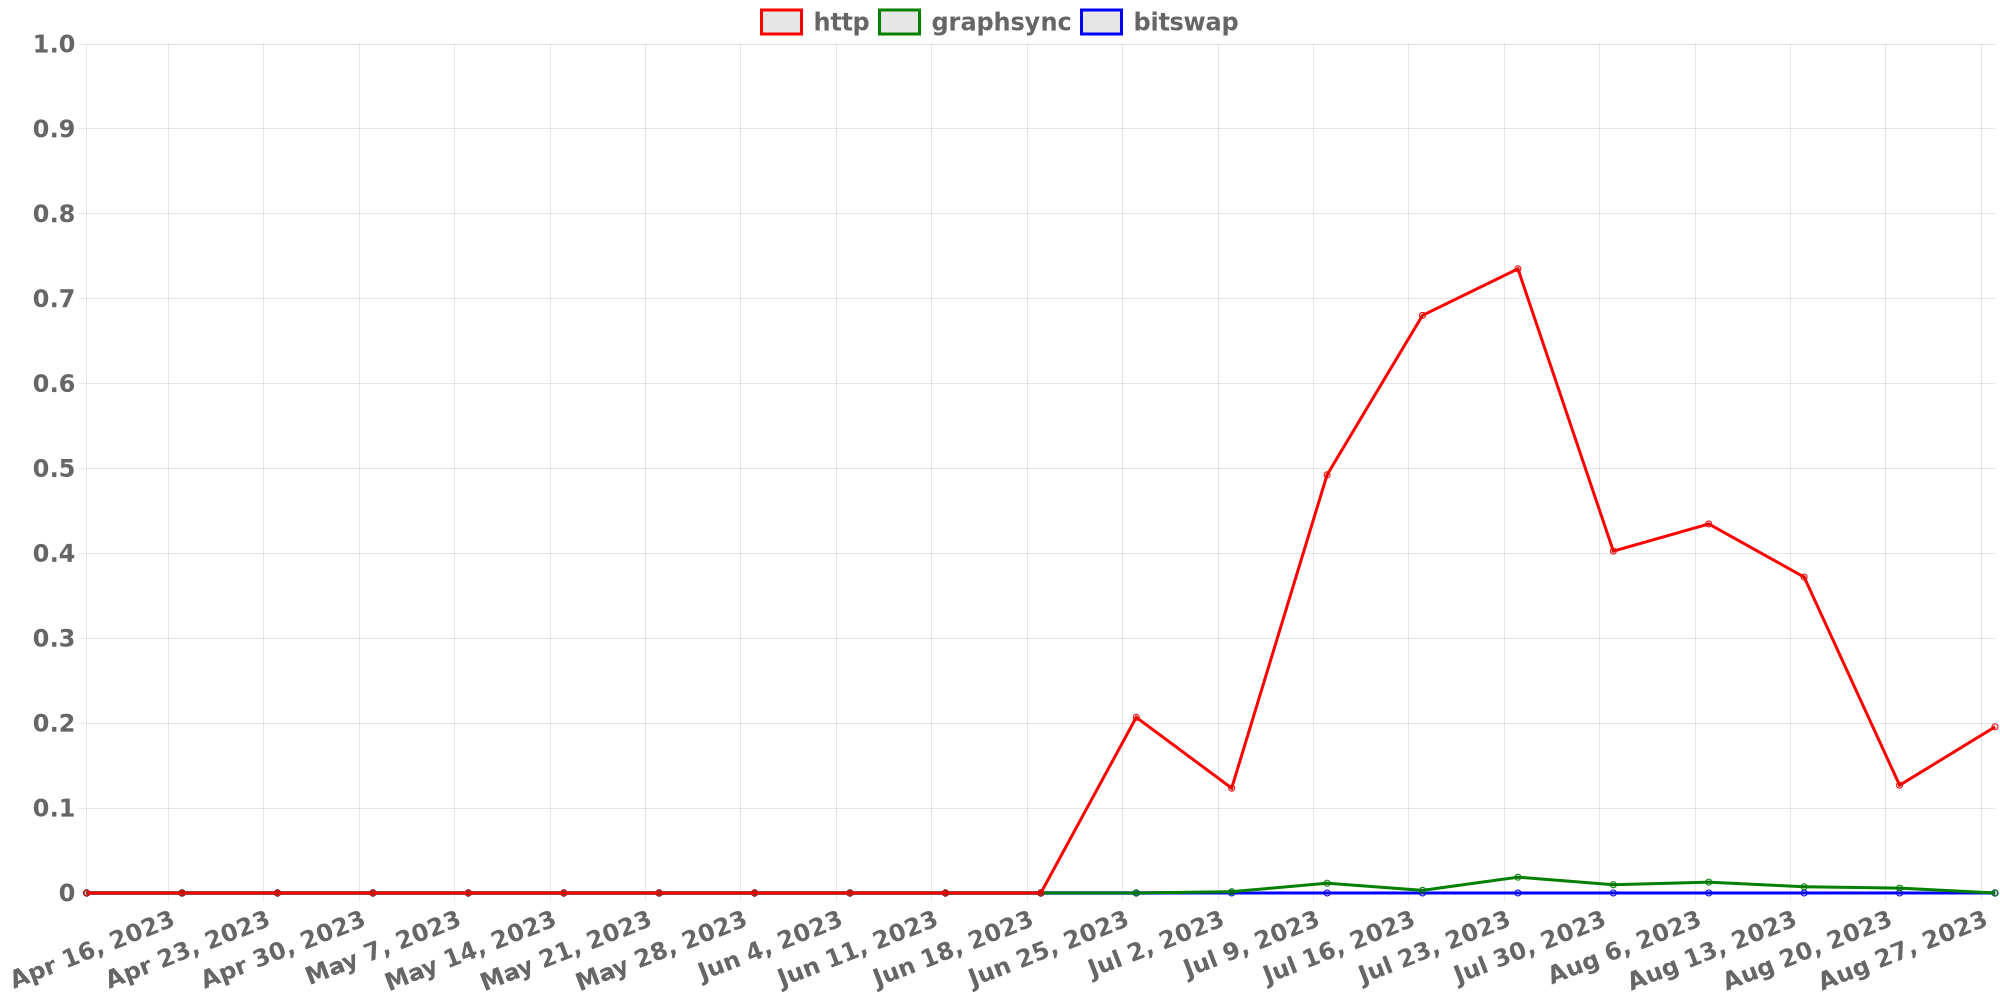 http graphsync bitswap
1.0
0.9
0.8
0.7
0.6
0.5
0.4
0.3
0.2
0.1
0
Apr 16, 2023
Apr 23, 2023
Apr 30, 2023
May 7, 2023
May 14, 2023
May 21, 2023
May 28, 2023
Jun 4, 2023
Jun 11, 2023
Jun 18, 2023
Jun 25, 2023
Jul 2, 2023
Jul 9, 2023
Jul 16, 2023
Jul 23, 2023
Jul 30, 2023
Aug 6, 2023
Aug 13, 2023
Aug 20, 2023
Aug 27, 2023